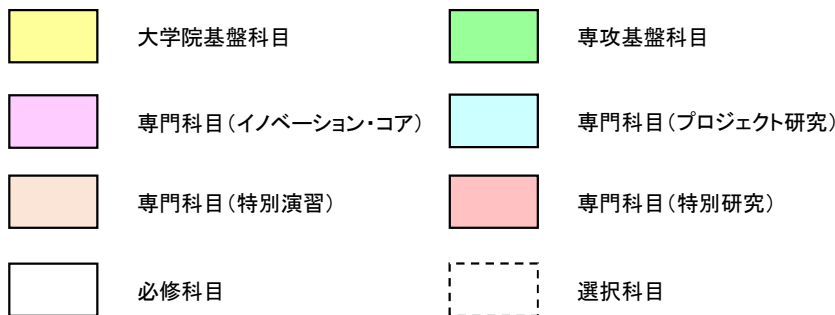 大学院基盤科目
専攻基盤科目
専門科目(イノベーション・コア)
専門科目(プロジェクト研究)
専門科目(特別演習)
専門科目(特別研究)
必修科目
選択科目